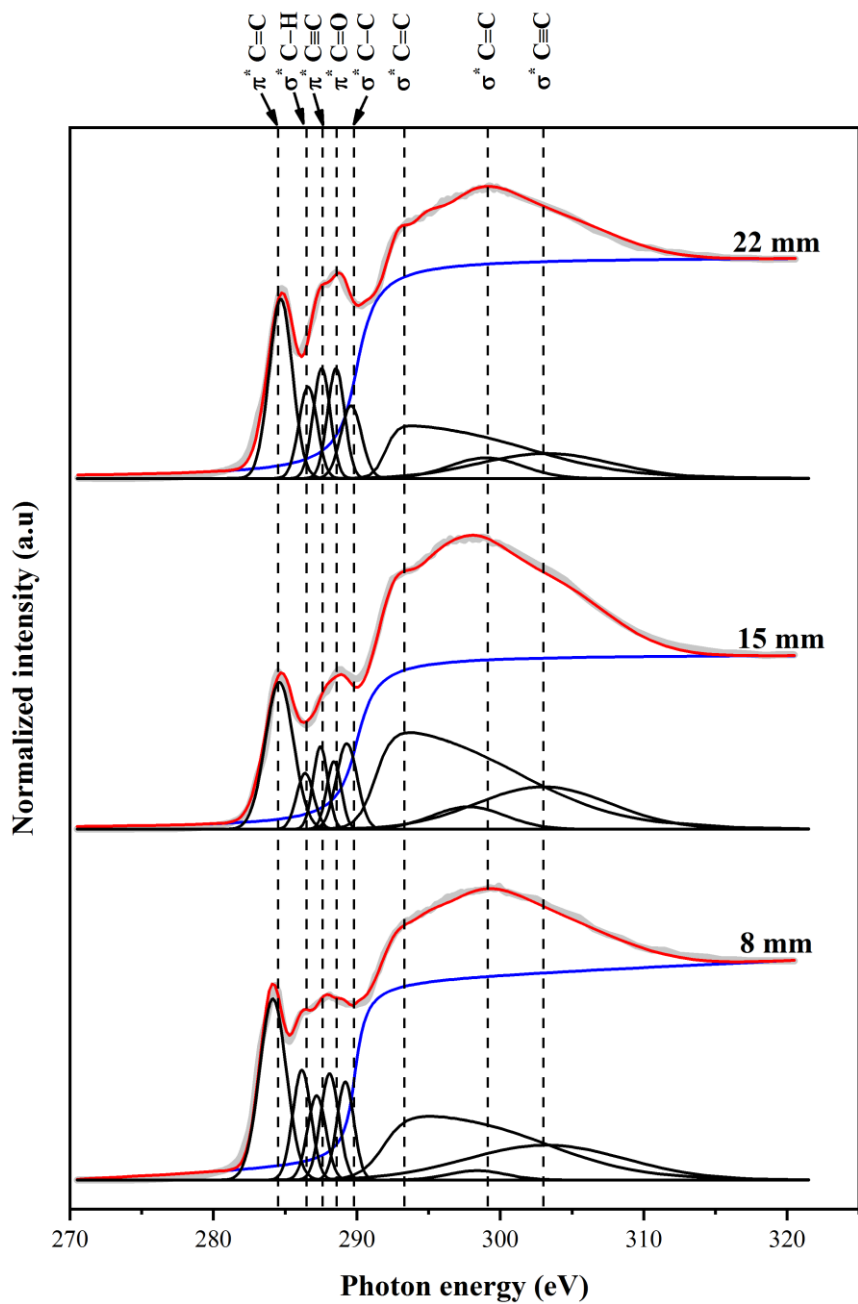 π* C=C
σ* C–H
π* C≡C
π* C=O
σ* C–C
σ* C=C
σ* C=C
σ* C≡C
22 mm
15 mm
8 mm
Normalized intensity (a.u)
270 280 290 300 310 320
Photon energy (eV)